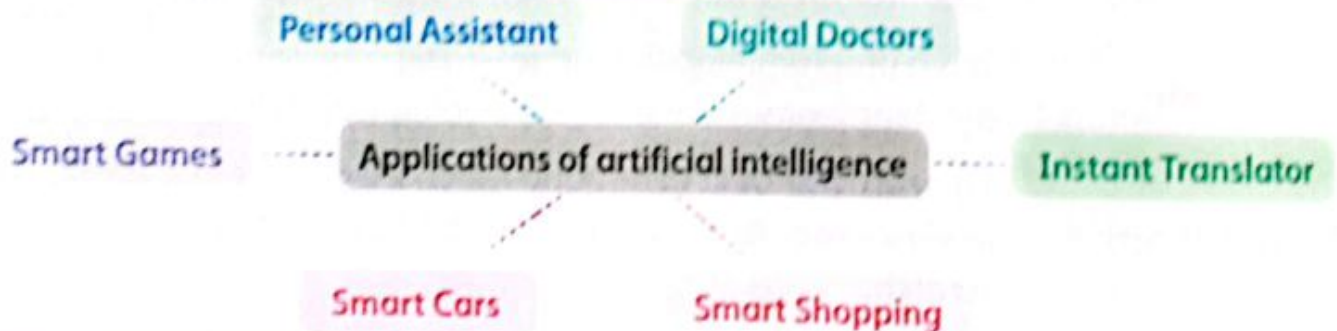 Personal Assistant
Digital Doctors
Smart Games
Applications of artificial intelligence
Instant Translator
Smart Cars
Smart Shopping